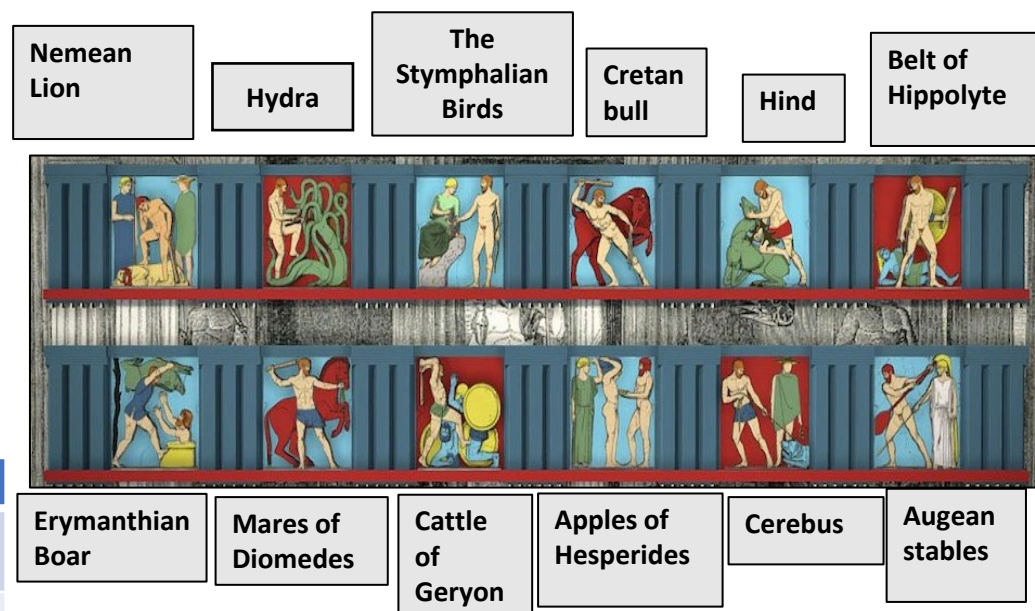 Nemean
Lion
Hydra
The
Stymphalian
Birds
Cretan
bull
Hind
Belt of
Hippolyte
Erymanthian
Boar
Mares of
Diomedes
Cattle
of
Geryon
Apples of
Hesperides
Cerebus
Augean
stables